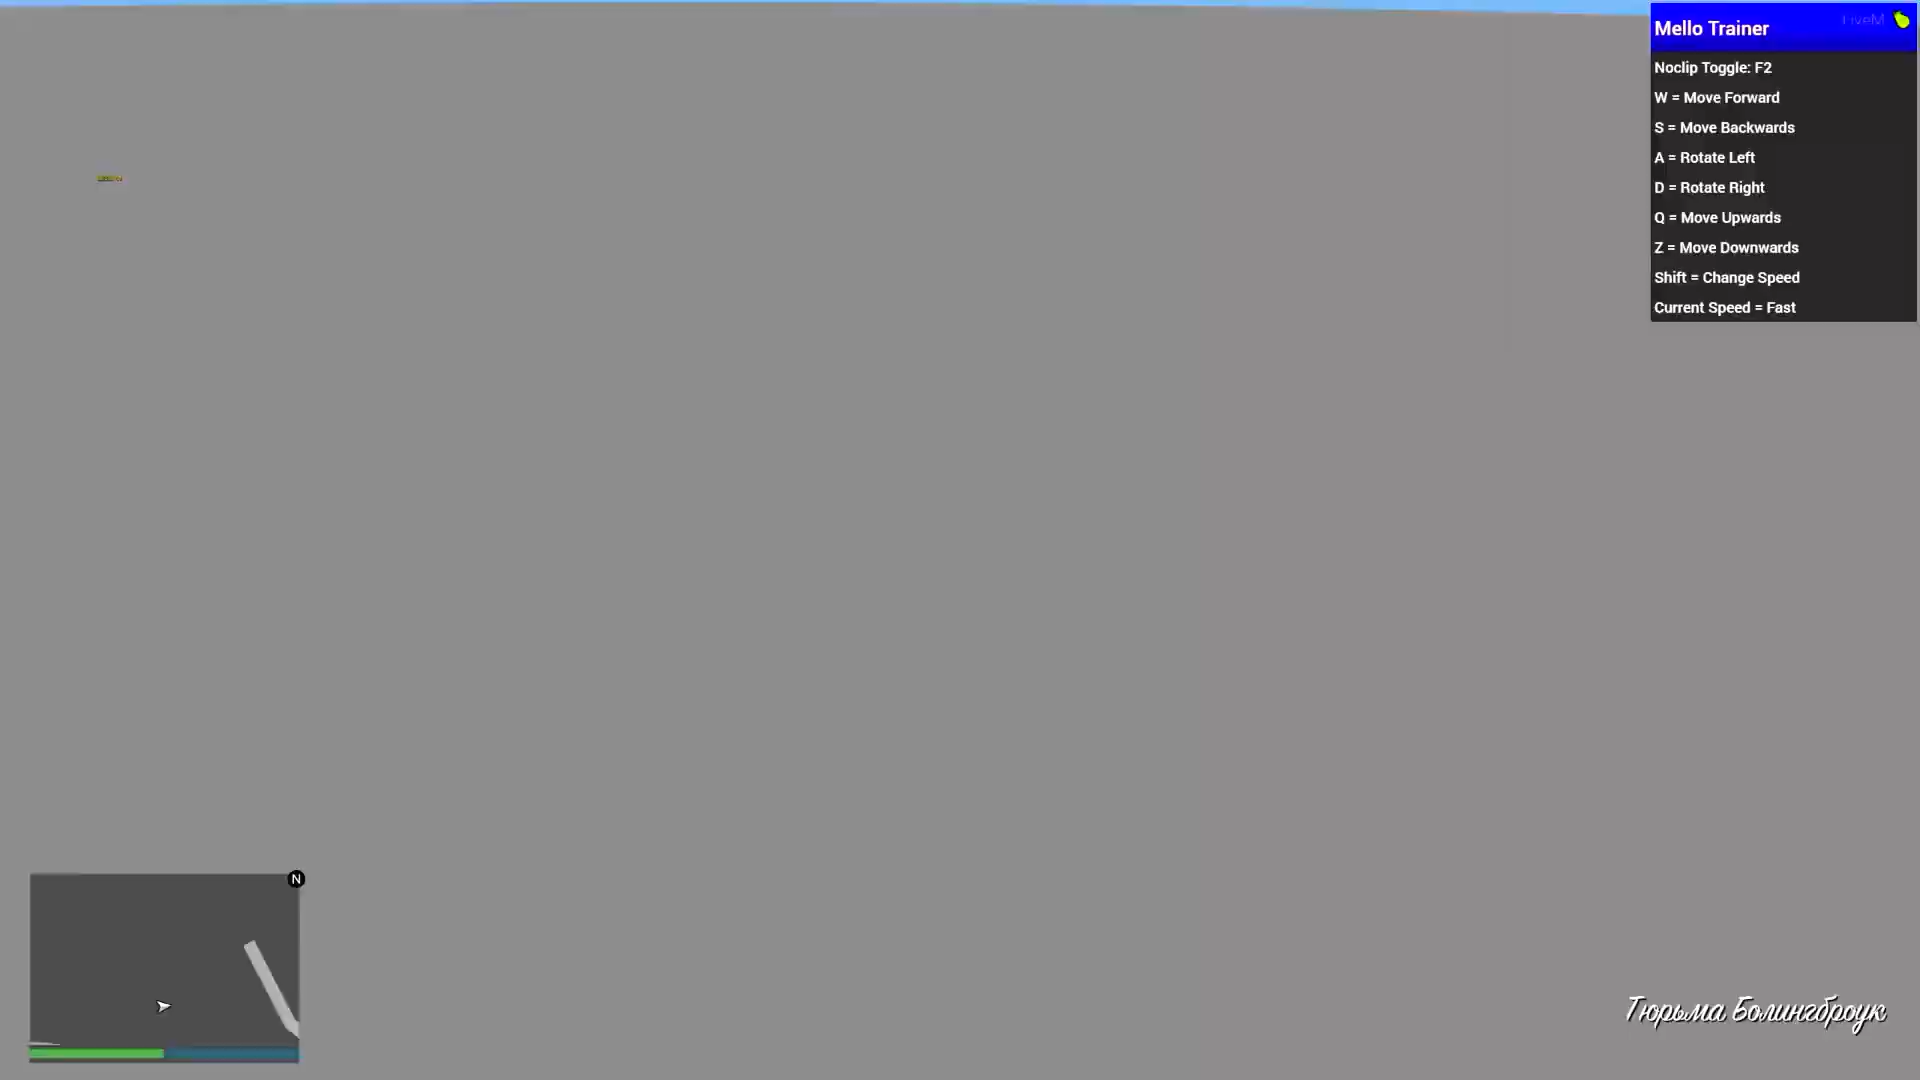 FiveM
Mello Trainer
Noclip Toggle: F2
W = Move Forward
S = Move Backwards
A = Rotate Left
D = Rotate Right
Q = Move Upwards
Z = Move Downwards
Shift = Change Speed
Current Speed = Fast
N
Тюрьма Болингброук